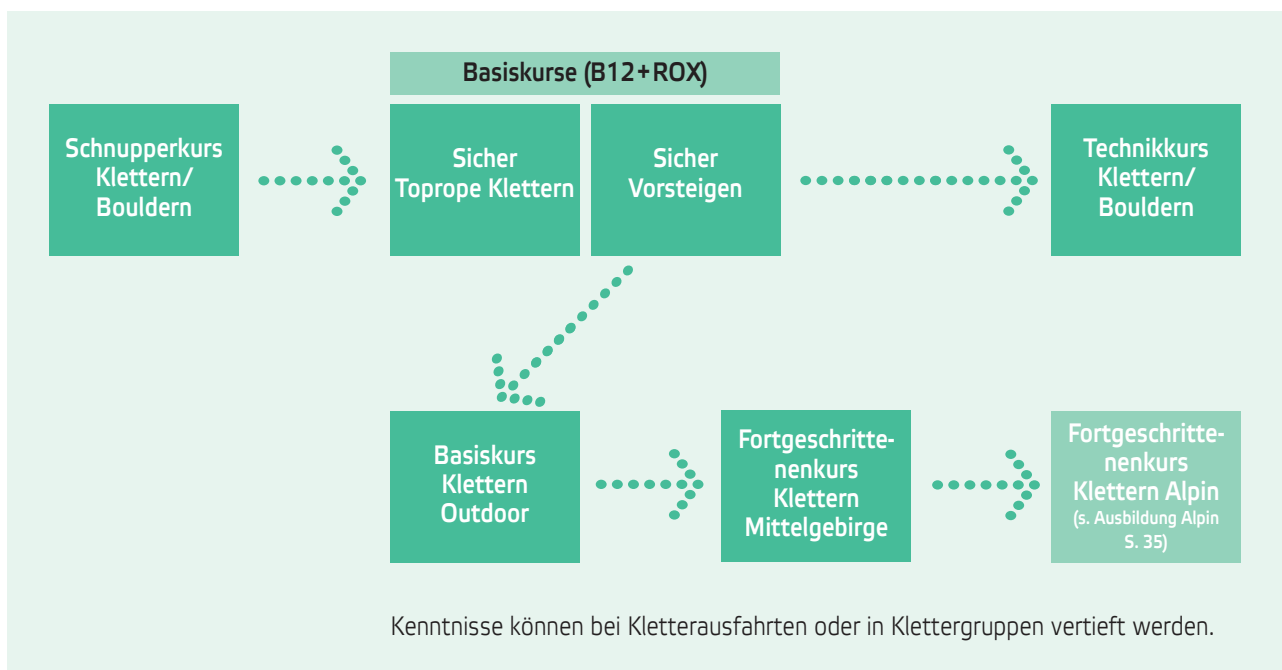 Basiskurse (B12+ROX)
Schnupperkurs
Klettern/
Bouldern
Sicher
Toprope Klettern
Sicher
Vorsteigen
Technikkurs
Klettern/
Bouldern
Basiskurs
Klettern
Outdoor
Fortgeschritte-
nenkurs
Klettern
Mittelgebirge
Fortgeschritte-
nenkurs
Klettern Alpin
(s. Ausbildung Alpin
S. 35)
Kenntnisse können bei Kletterausfahrten oder in Klettergruppen vertieft werden.